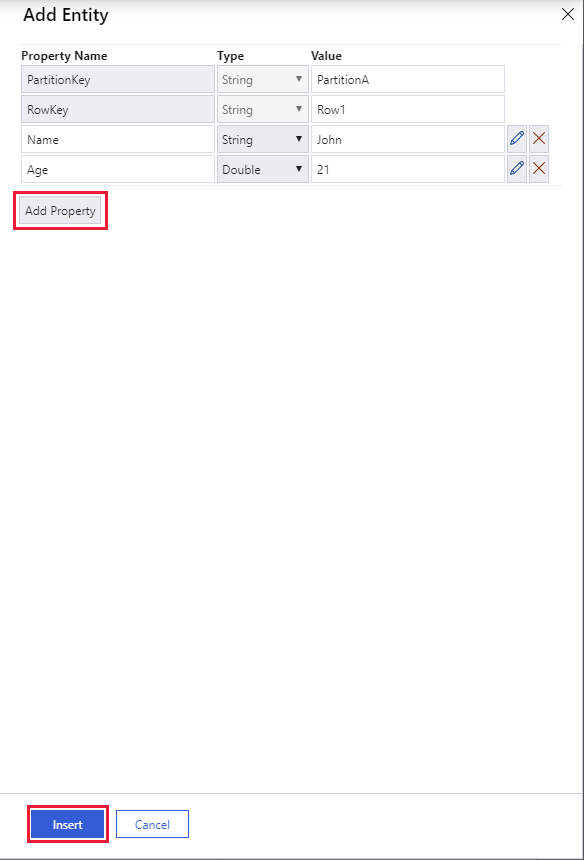 Add Entity
Property Name Type Value
PartitionKey String PartitionA
RowKey String Row1
Name String John
Age Double 21
Add Property
Insert Cancel